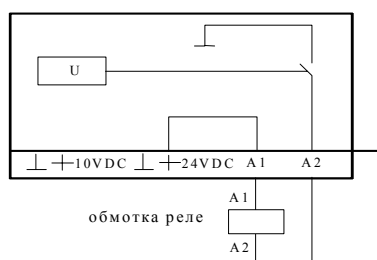 U
⊥ +10VDC ⊥ +24VDC A1 A2
A1
обмотка реле
A2